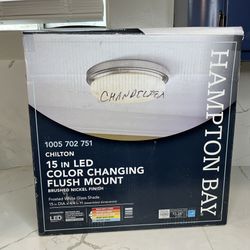 CHANDELIER
HAMPTON BAY
1005 702 751
CHILTON
15 IN LED
COLOR CHANGING
FLUSH MOUNT
BRUSHED NICKEL FINISH
Frosted White Glass Shade
LED